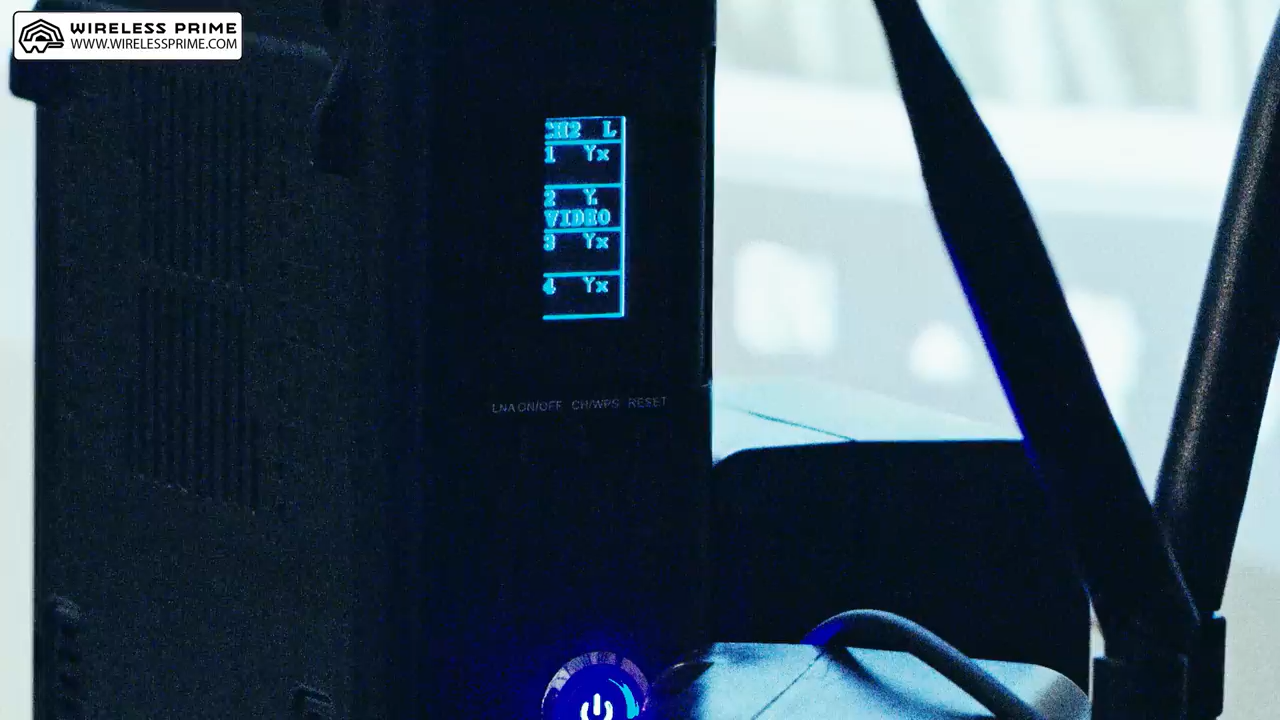 WIRELESS PRIME
WWW.WIRELESSPRIME.COM
CH2 L
1 Yx
2 Y.
VIDEO
3 Yx
4 Yx
LNA ON/OFF CH/WPS RESET